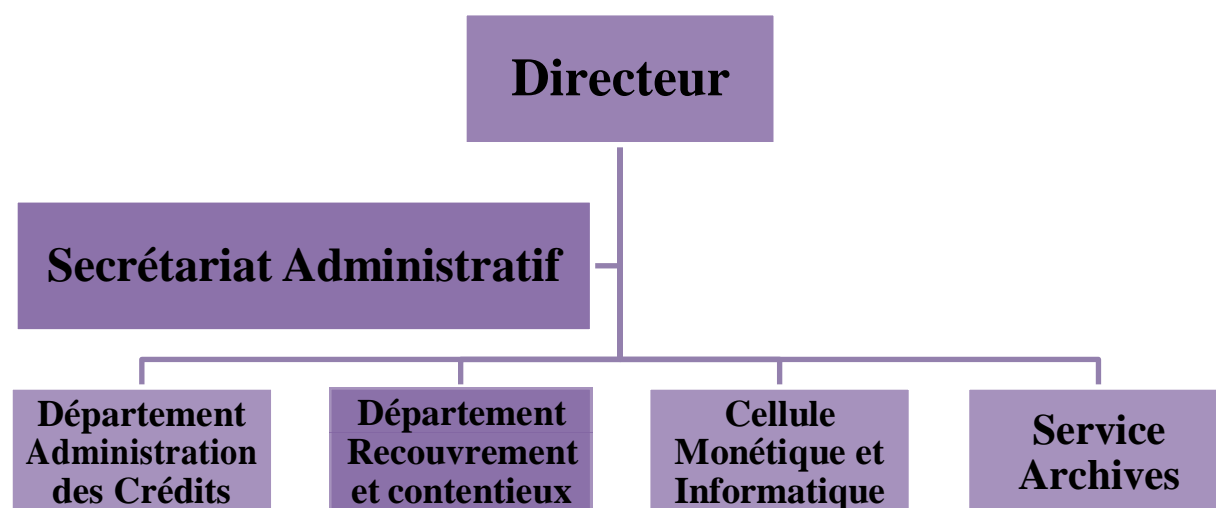 Directeur
Secrétariat Administratif
Département
Administration
des Crédits
Département
Recouvrement
et contentieux
Cellule
Monétique et
Informatique
Service
Archives